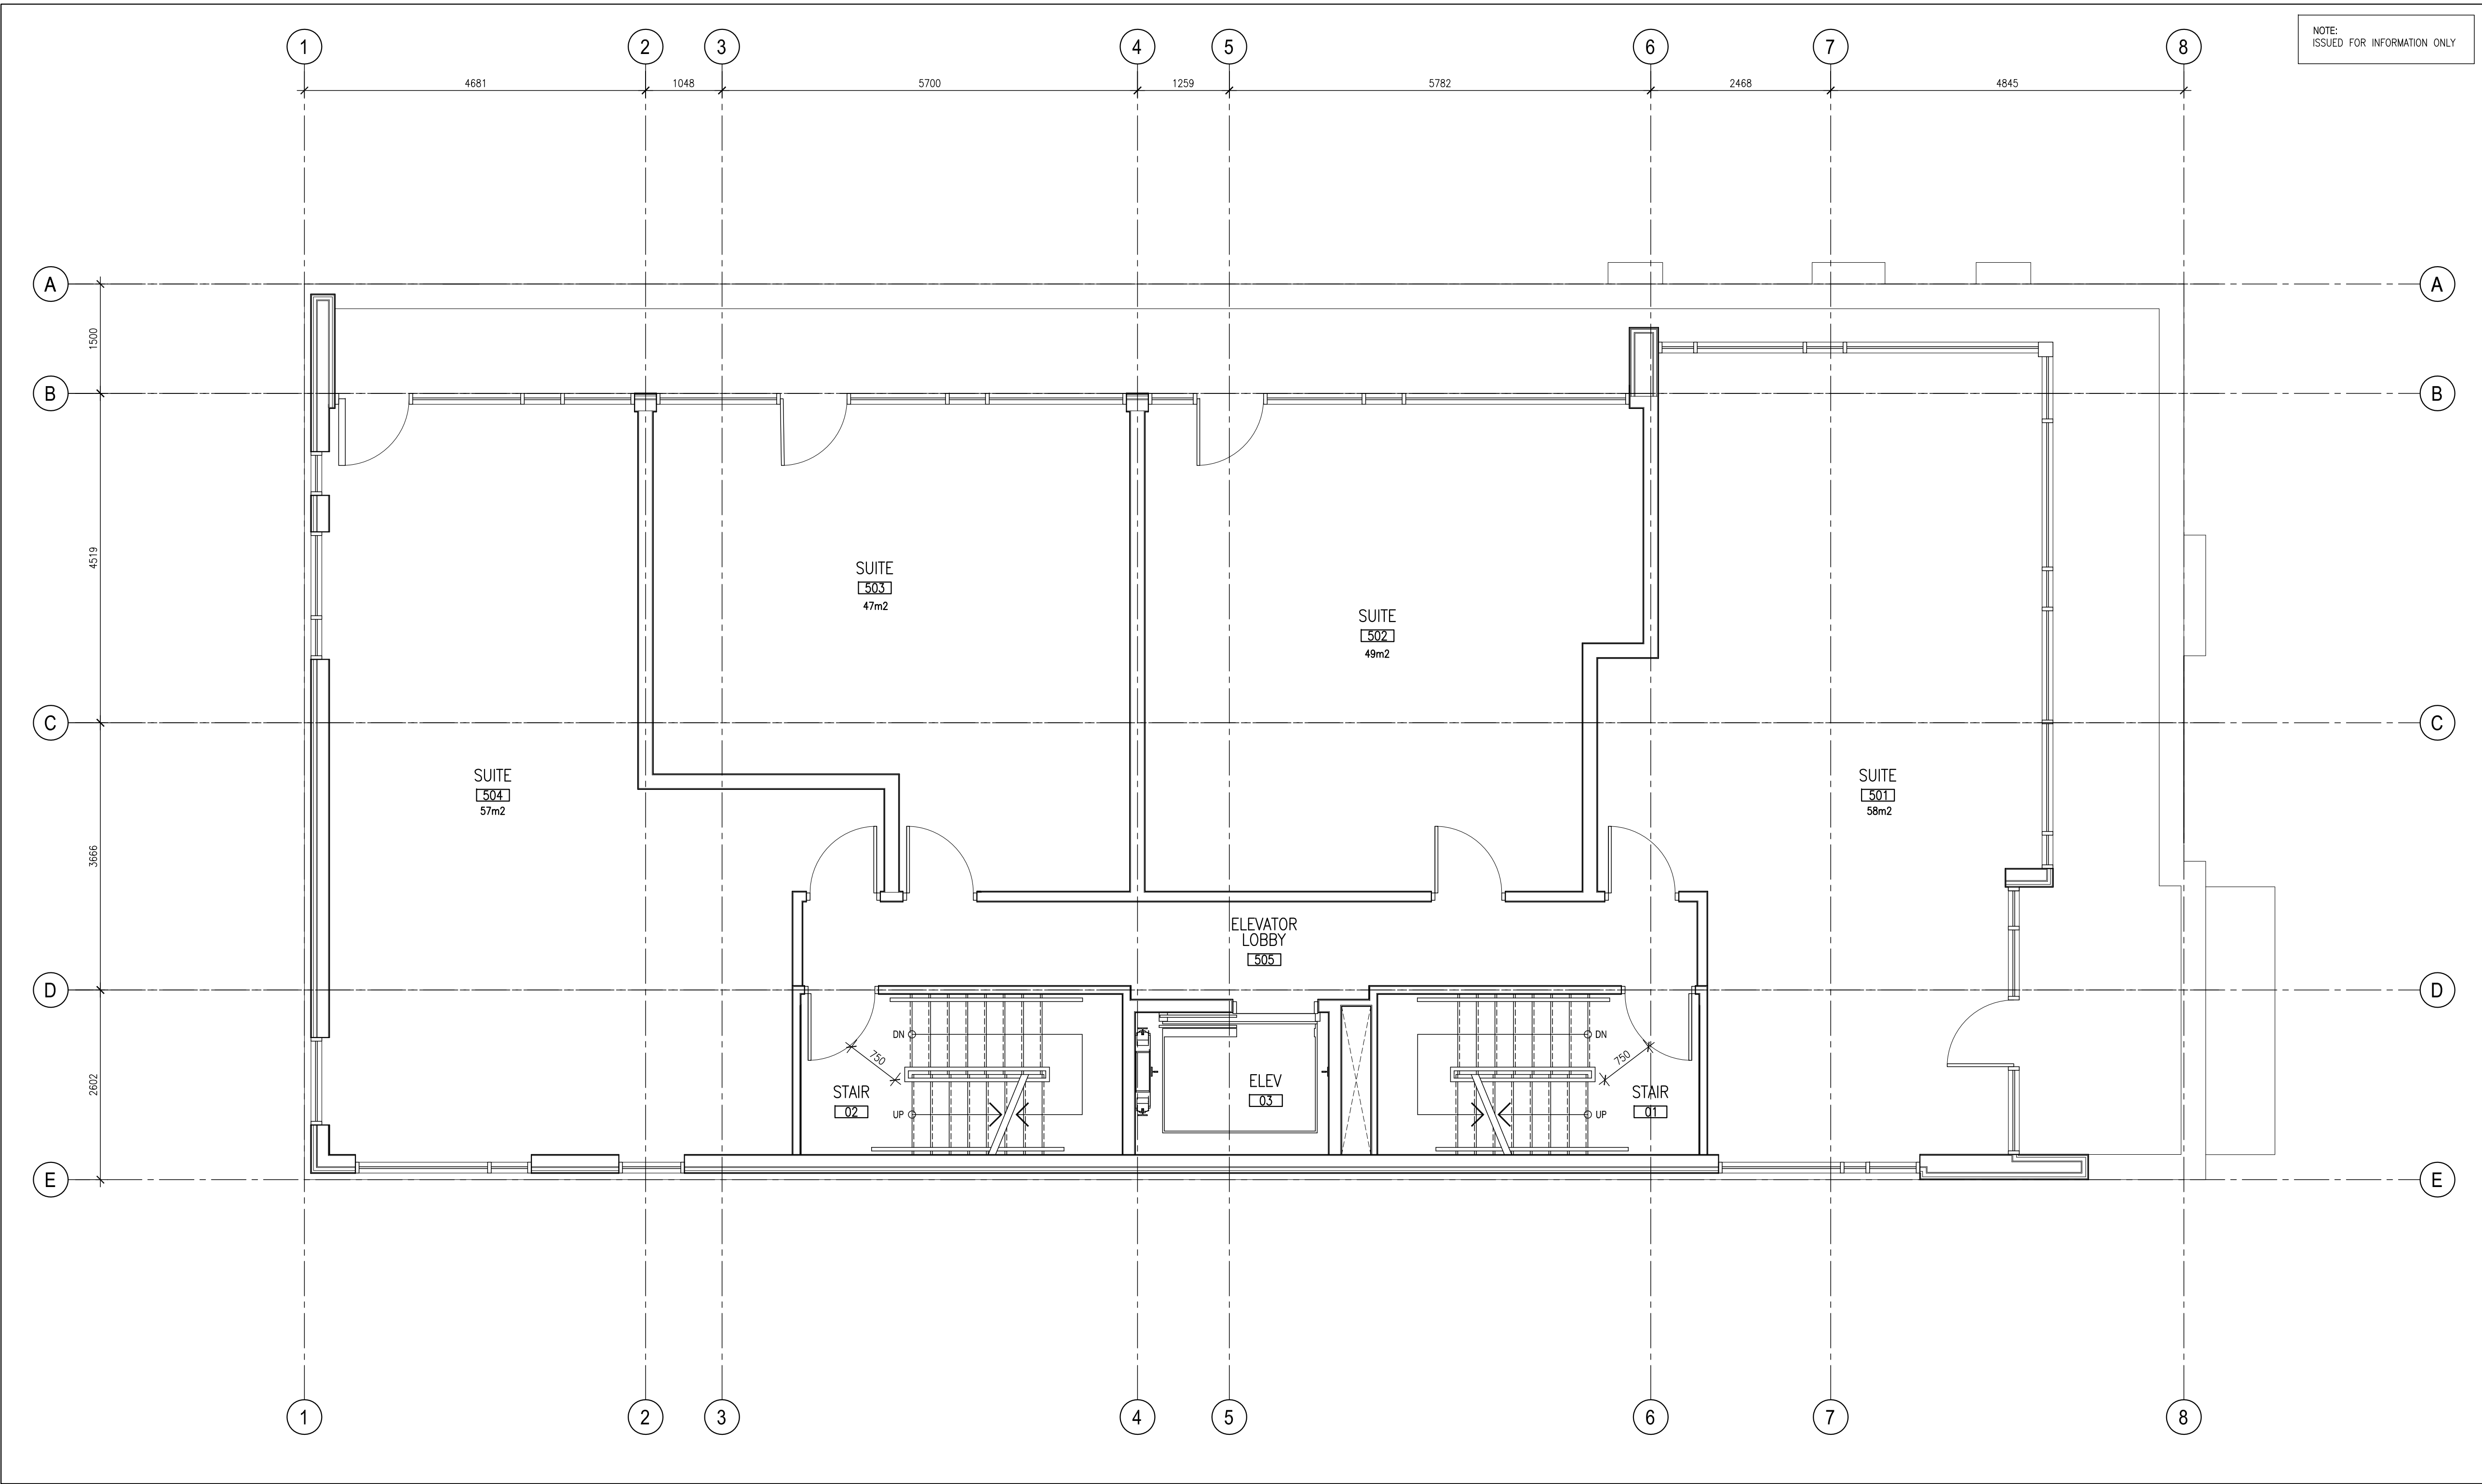 1 2 3 4 5 6 7 8
NOTE:
ISSUED FOR INFORMATION ONLY
4681 1048 5700 1259 5782 2468 4845
A A
1500
B B
4519
SUITE
503
47m2
SUITE
502
49m2
C C
SUITE
504
57m2
SUITE
501
58m2
3666
ELEVATOR
LOBBY
505
D D
DN DN
750 750
2602
STAIR
02
ELEV
03
STAIR
01
UP UP
E E
1 2 3 4 5 6 7 8